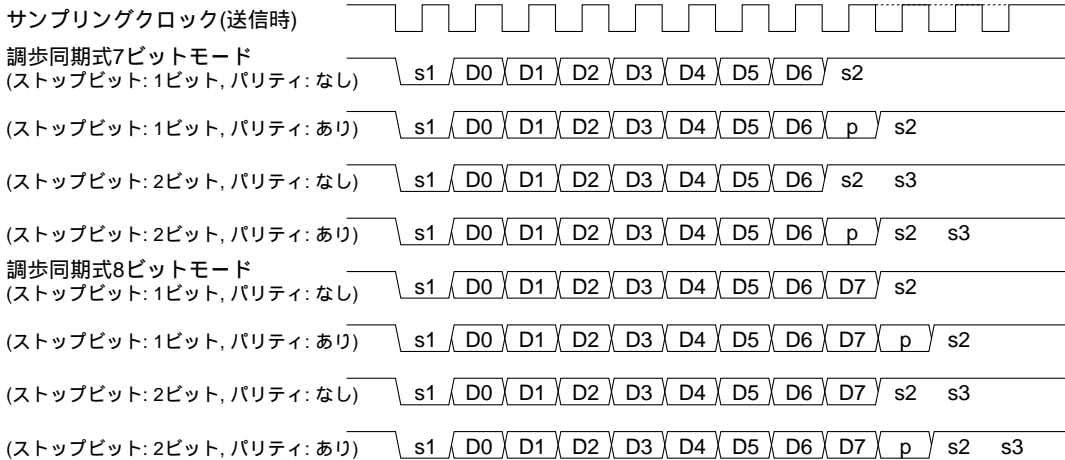 サンプリングクロック(送信時)
調歩同期式7ビットモード
(ストップビット: 1ビット, パリティ: なし) s1 D0 D1 D2 D3 D4 D5 D6 s2
(ストップビット: 1ビット, パリティ: あり) s1 D0 D1 D2 D3 D4 D5 D6 p s2
(ストップビット: 2ビット, パリティ: なし) s1 D0 D1 D2 D3 D4 D5 D6 s2 s3
(ストップビット: 2ビット, パリティ: あり) s1 D0 D1 D2 D3 D4 D5 D6 p s2 s3
調歩同期式8ビットモード
(ストップビット: 1ビット, パリティ: なし) s1 D0 D1 D2 D3 D4 D5 D6 D7 s2
(ストップビット: 1ビット, パリティ: あり) s1 D0 D1 D2 D3 D4 D5 D6 D7 p s2
(ストップビット: 2ビット, パリティ: なし) s1 D0 D1 D2 D3 D4 D5 D6 D7 s2 s3
(ストップビット: 2ビット, パリティ: あり) s1 D0 D1 D2 D3 D4 D5 D6 D7 p s2 s3